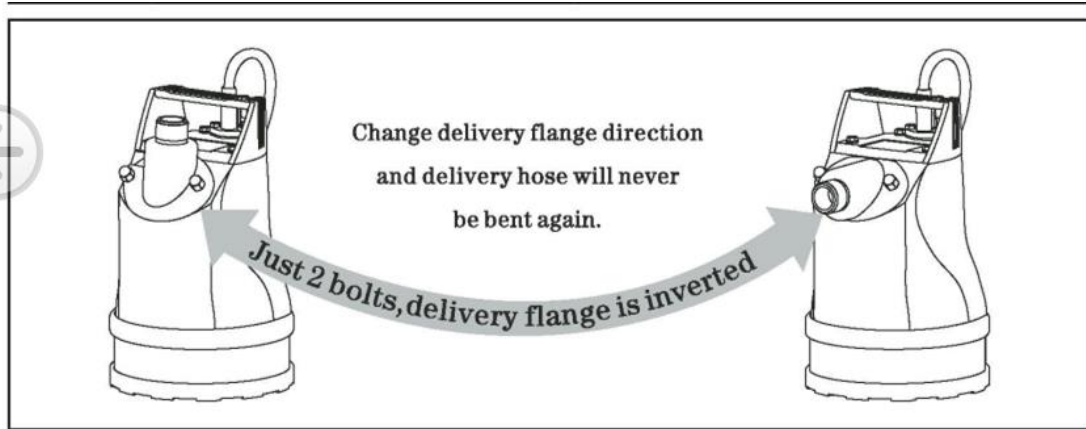 Change delivery flange direction
and delivery hose will never
be bent again.
Just 2 bolts,delivery flange is inverted